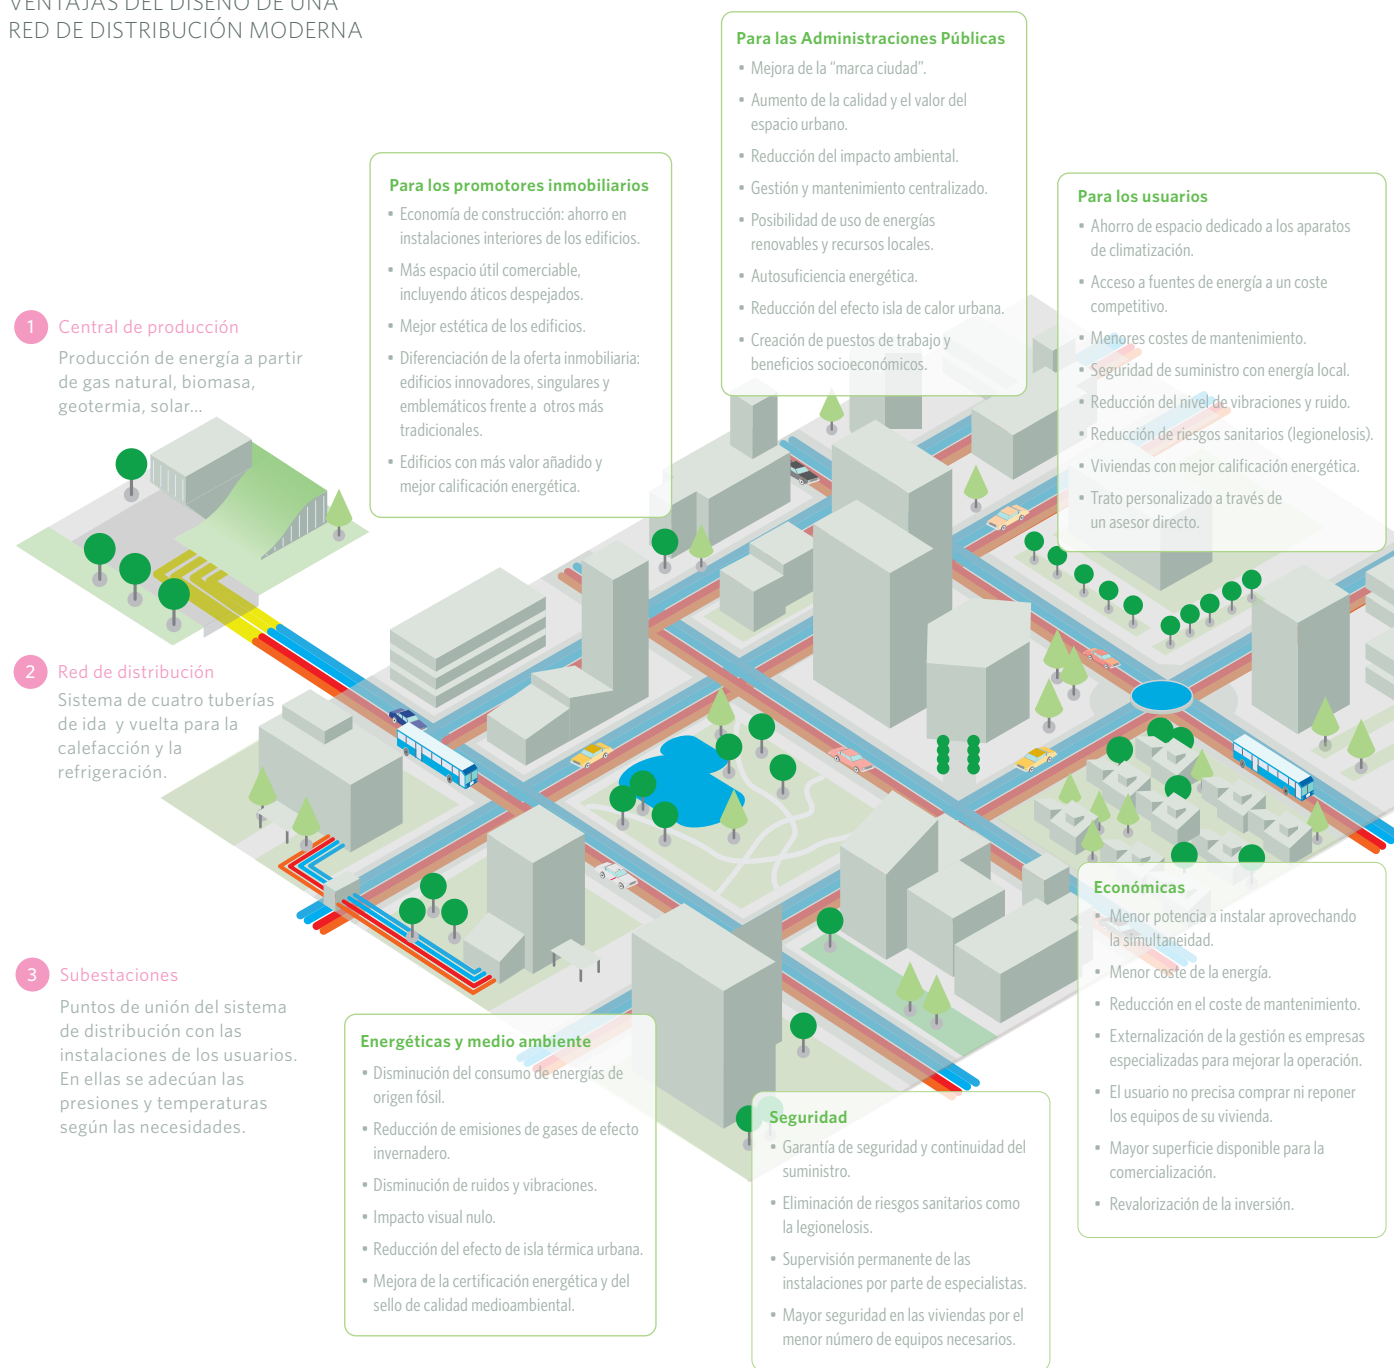 VENTAJAS DEL DISEÑO DE UNA
RED DE DISTRIBUCIÓN MODERNA
Para las Administraciones Públicas
• Mejora de la “marca ciudad”.
• Aumento de la calidad y el valor del
espacio urbano.
• Reducción del impacto ambiental.
• Gestión y mantenimiento centralizado.
• Posibilidad de uso de energías
renovables y recursos locales.
• Autosuficiencia energética.
• Reducción del efecto isla de calor urbana.
• Creación de puestos de trabajo y
beneficios socioeconómicos.
Para los promotores inmobiliarios
• Economía de construcción: ahorro en
instalaciones interiores de los edificios.
• Más espacio útil comerciable,
incluyendo áticos despejados.
• Mejor estética de los edificios.
• Diferenciación de la oferta inmobiliaria:
edificios innovadores, singulares y
emblemáticos frente a otros más
tradicionales.
• Edificios con más valor añadido y
mejor calificación energética.
Para los usuarios
• Ahorro de espacio dedicado a los aparatos
de climatización.
• Acceso a fuentes de energía a un coste
competitivo.
• Menores costes de mantenimiento.
• Seguridad de suministro con energía local.
• Reducción del nivel de vibraciones y ruido.
• Reducción de riesgos sanitarios (legionelosis).
• Viviendas con mejor calificación energética.
• Trato personalizado a través de
un asesor directo.
1 Central de producción
Producción de energía a partir
de gas natural, biomasa,
geotermia, solar...
2 Red de distribución
Sistema de cuatro tuberías
de ida y vuelta para la
calefacción y la
refrigeración.
3 Subestaciones
Puntos de unión del sistema
de distribución con las
instalaciones de los usuarios.
En ellas se adecúan las
presiones y temperaturas
según las necesidades.
Energéticas y medio ambiente
• Disminución del consumo de energías de
origen fósil.
• Reducción de emisiones de gases de efecto
invernadero.
• Disminución de ruidos y vibraciones.
• Impacto visual nulo.
• Reducción del efecto de isla térmica urbana.
• Mejora de la certificación energética y del
sello de calidad medioambiental.
Seguridad
• Garantía de seguridad y continuidad del
suministro.
• Eliminación de riesgos sanitarios como
la legionelosis.
• Supervisión permanente de las
instalaciones por parte de especialistas.
• Mayor seguridad en las viviendas por el
menor número de equipos necesarios.
Económicas
• Menor potencia a instalar aprovechando
la simultaneidad.
• Menor coste de la energía.
• Reducción en el coste de mantenimiento.
• Externalización de la gestión es empresas
especializadas para mejorar la operación.
• El usuario no precisa comprar ni reponer
los equipos de su vivienda.
• Mayor superficie disponible para la
comercialización.
• Revalorización de la inversión.